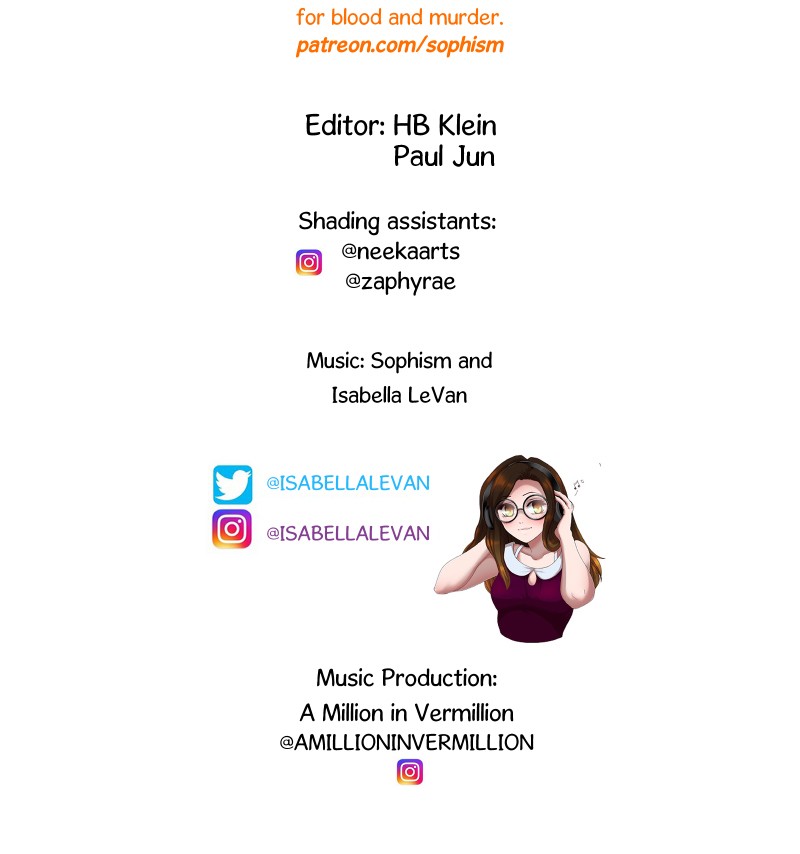 for blood and murder.
patreon.com/sophism
Editor: HB Klein
Paul Jun
Shading assistants:
@neekaarts
@zaphyrae
Music: Sophism and
Isabella LeVan
@ISABELLALEVAN
@ISABELLALEVAN
Music Production:
A Million in Vermillion
@AMILLIONINVERMILLION